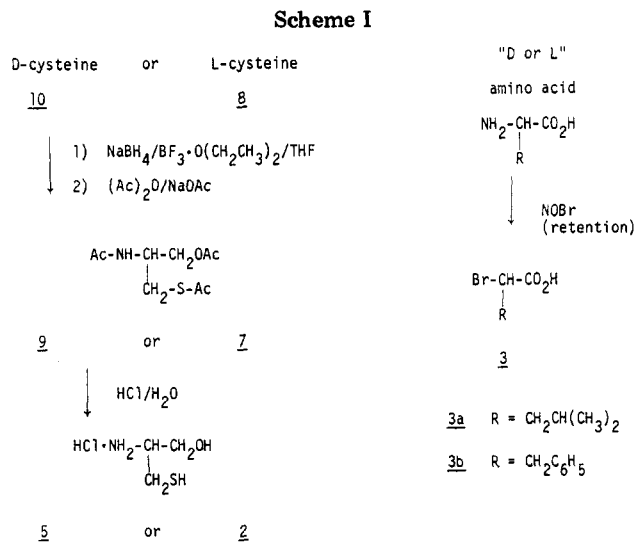 Scheme I
D-cysteine or L-cysteine
10 8
1) NaBH4/BF3·O(CH2CH3)2/THF
2) (Ac)2O/NaOAc
Ac-NH-CH-CH2OAc
CH2-S-Ac
9 or 7
HCl/H2O
HCl·NH2-CH-CH2OH
CH2SH
5 or 2
"D or L"
amino acid
NH2-CH-CO2H
R
NOBr
(retention)
Br-CH-CO2H
R
3
3a R = CH2CH(CH3)2
3b R = CH2C6H5